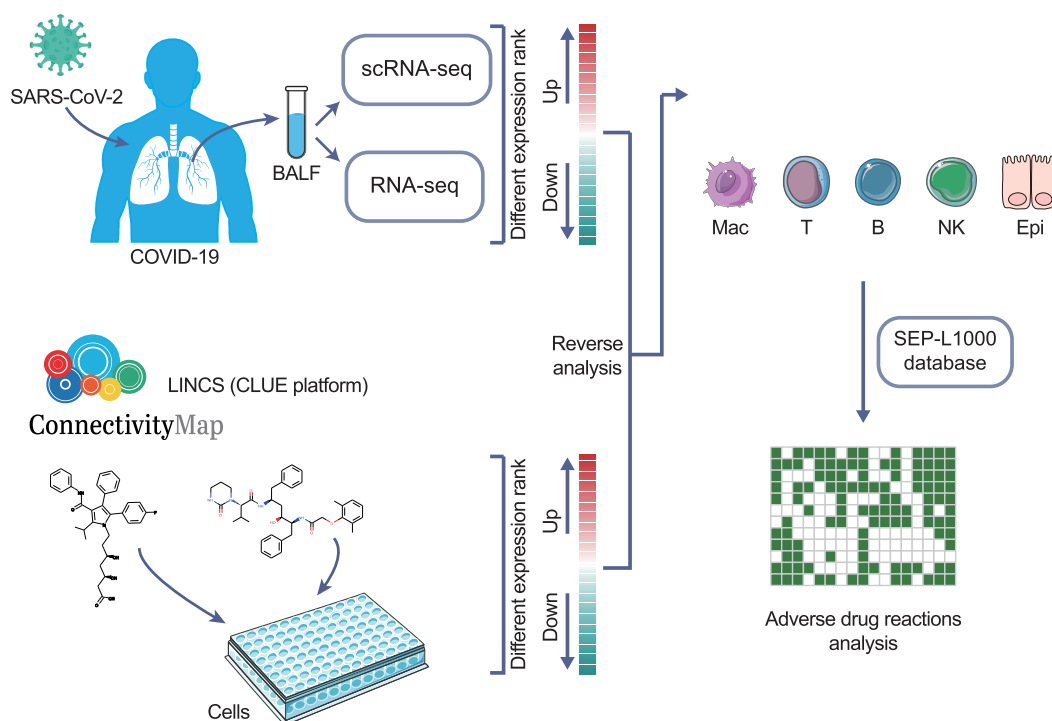 SARS-CoV-2
COVID-19
BALF
scRNA-seq
RNA-seq
Different expression rank
Up
Down
Mac
T
B
NK
Epi
Reverse
analysis
SEP-L1000
database
LINCS (CLUE platform)
ConnectivityMap
Different expression rank
Up
Down
Cells
Adverse drug reactions
analysis